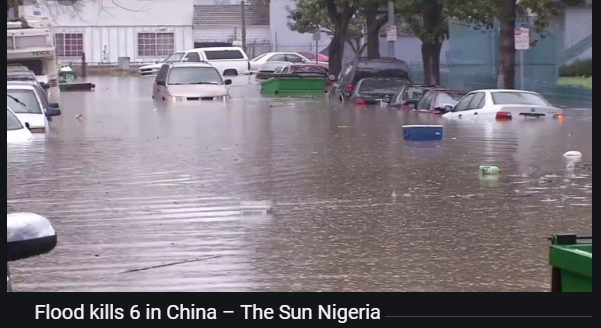 Flood kills 6 in China – The Sun Nigeria